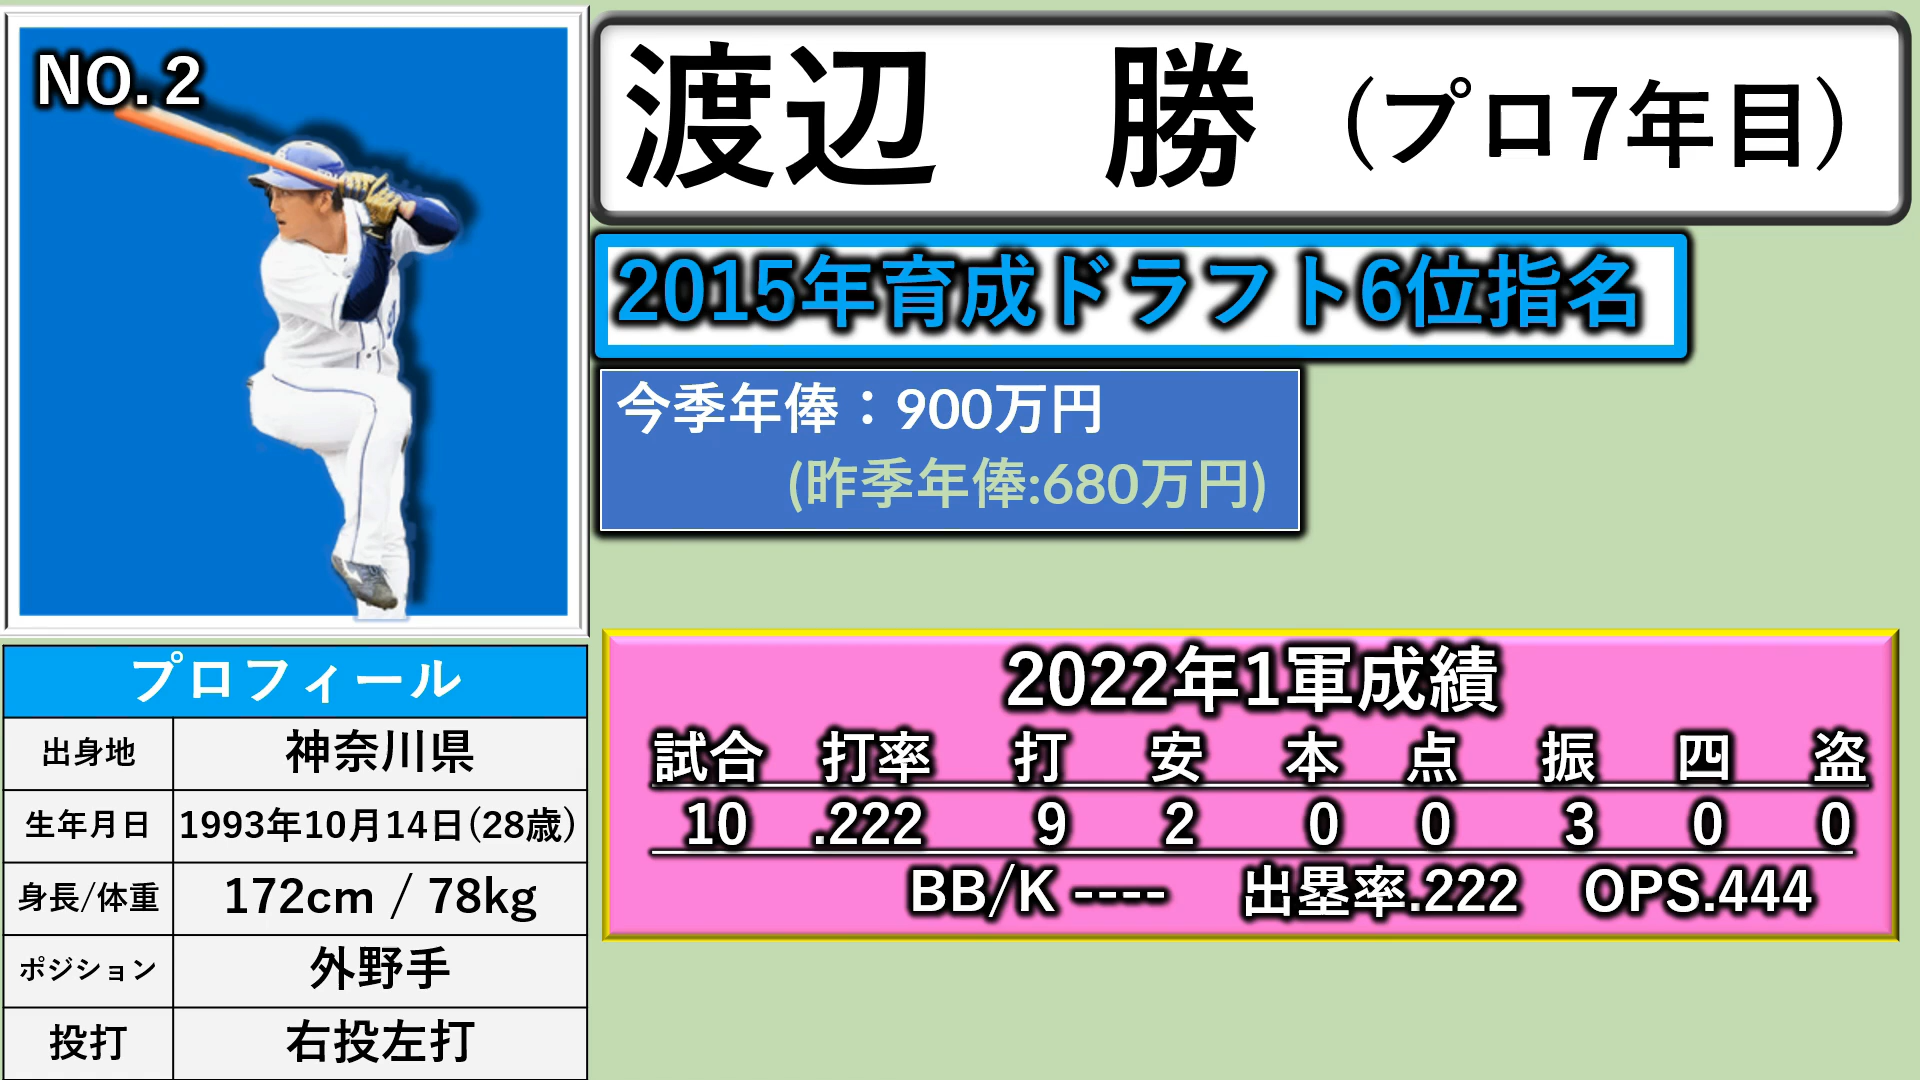 NO.2
渡辺　勝 (プロ7年目)
2015年育成ドラフト6位指名
今季年俸：900万円
(昨季年俸:680万円)
プロフィール
出身地 神奈川県
生年月日 1993年10月14日(28歳)
身長/体重 172cm / 78kg
ポジション 外野手
投打 右投左打
2022年1軍成績
試合 打率 打 安 本 点 振 四 盗
10 .222 9 2 0 0 3 0 0
BB/K ---- 出塁率.222 OPS.444